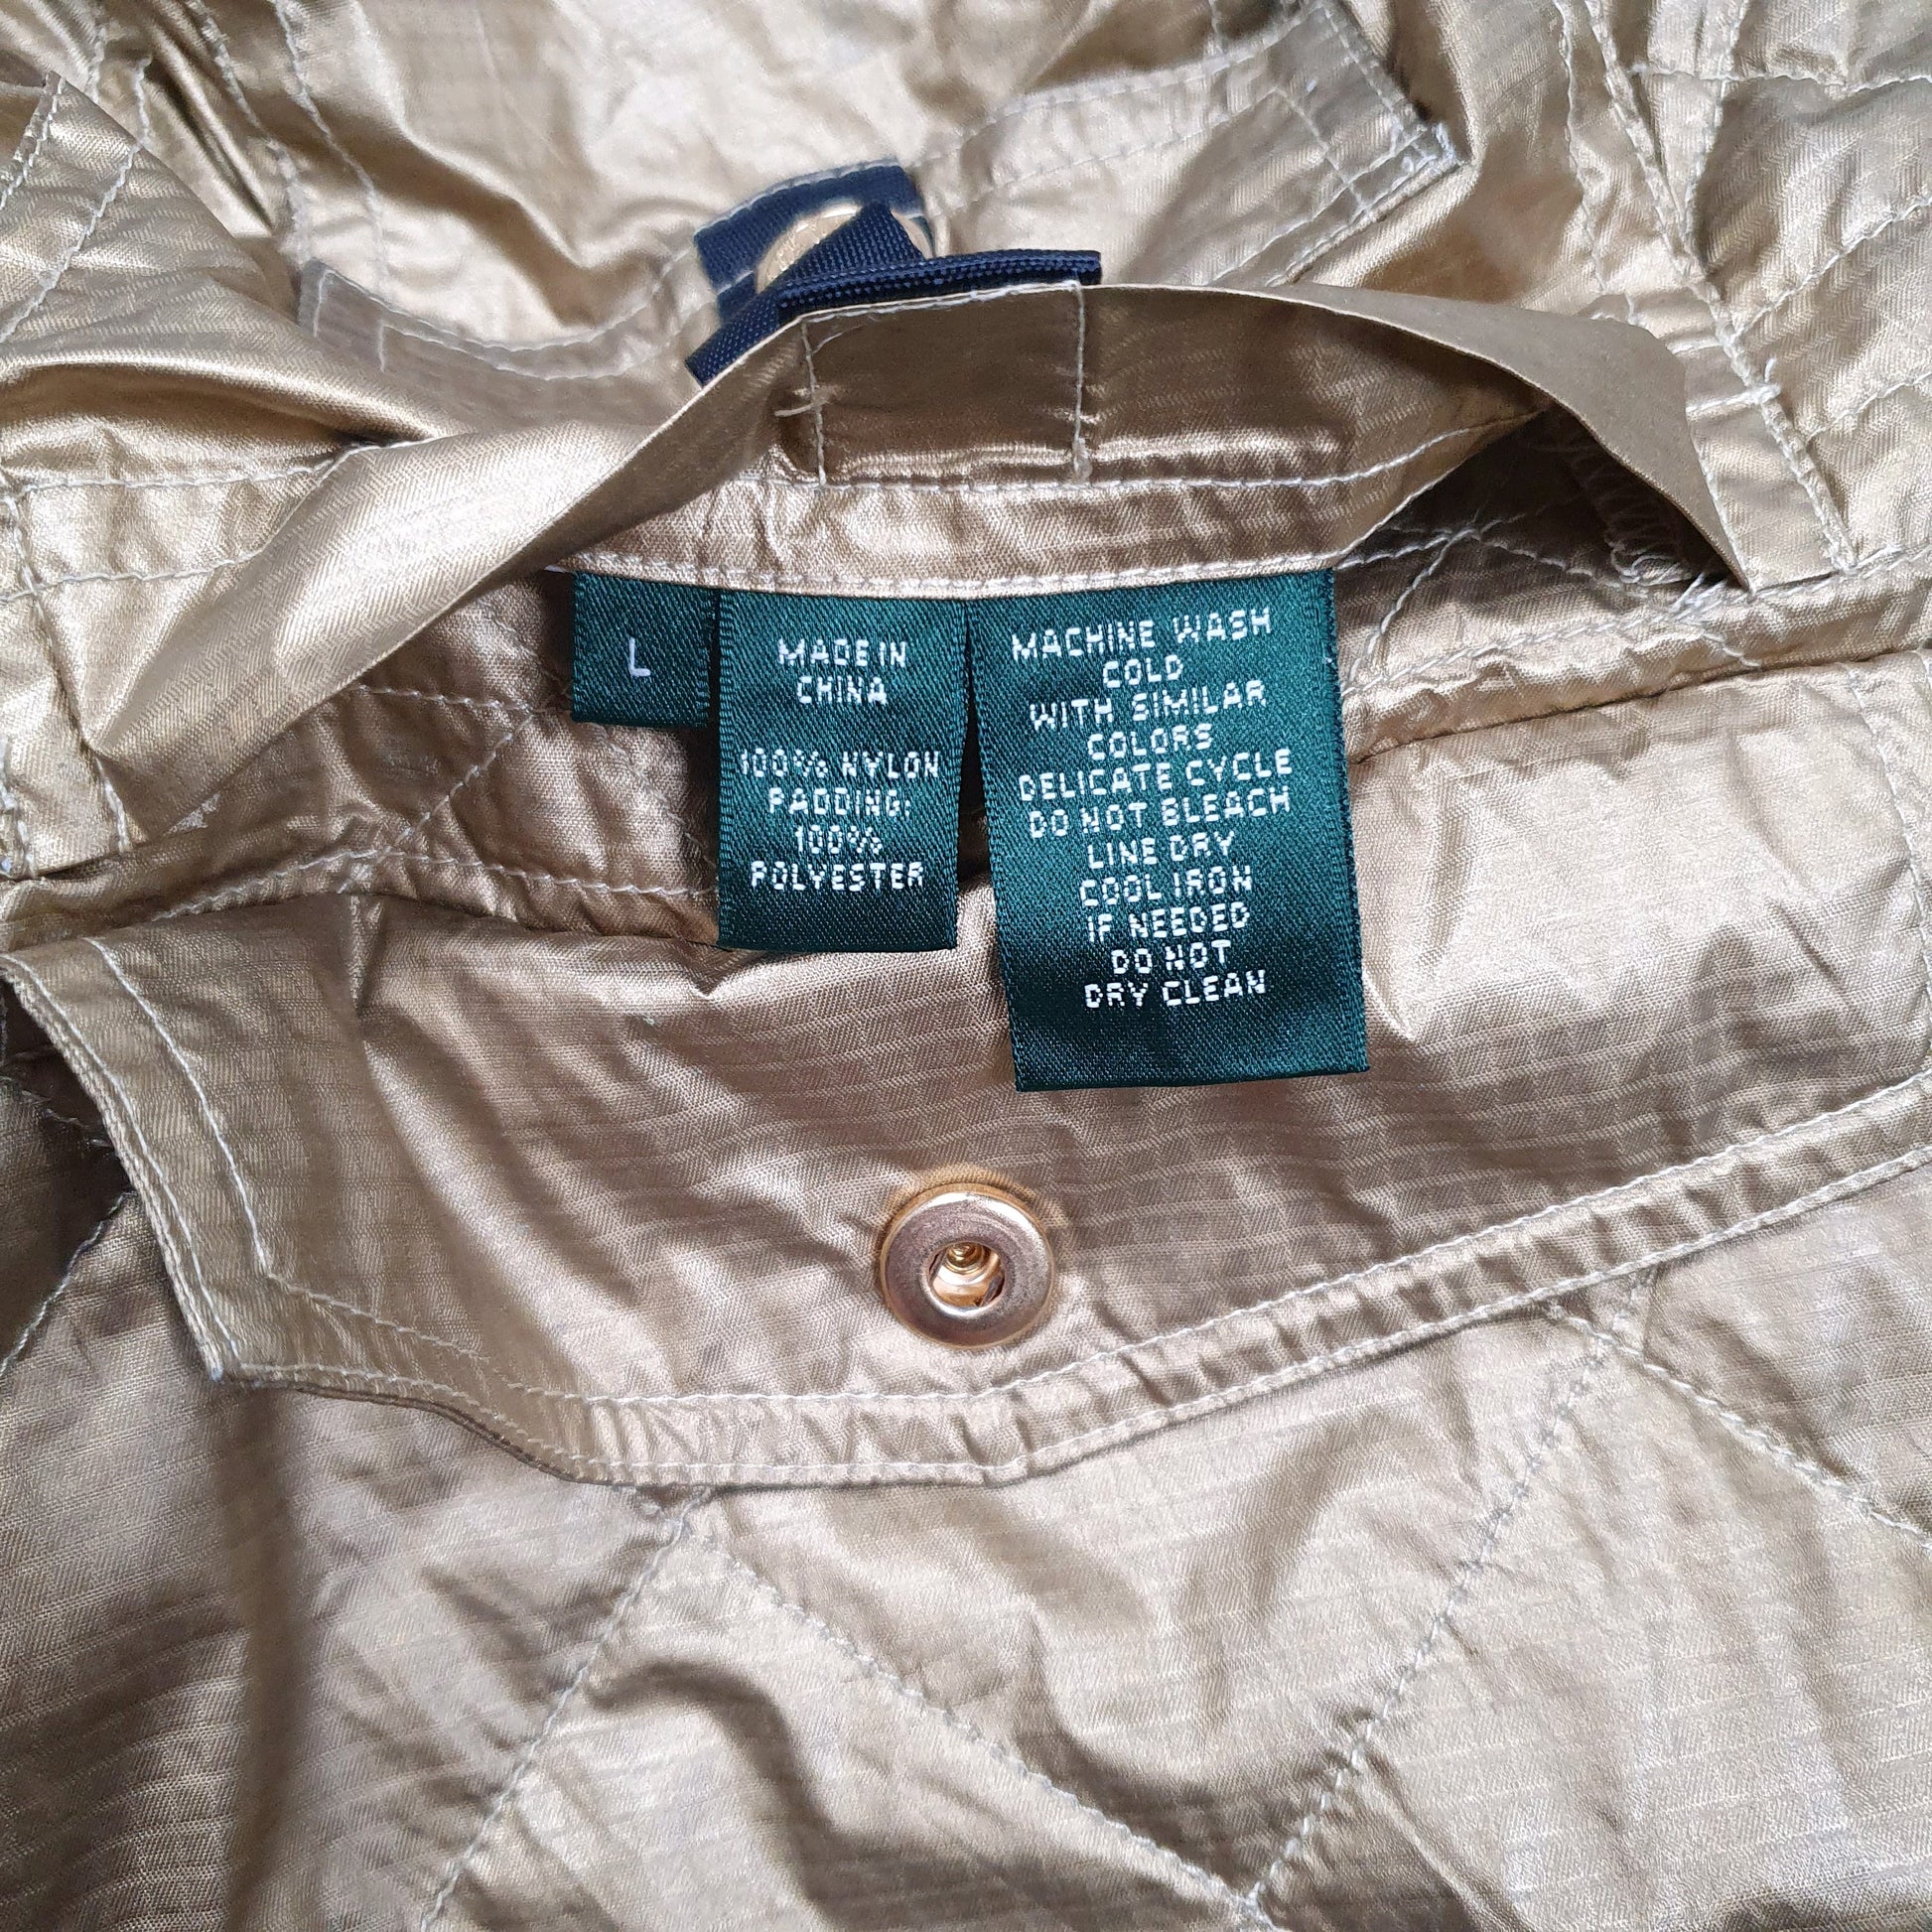 L
MADE IN
CHINA
100% NYLON
PADDING:
100%
POLYESTER
MACHINE WASH
COLD
WITH SIMILAR
COLORS
DELICATE CYCLE
DO NOT BLEACH
LINE DRY
COOL IRON
IF NEEDED
DO NOT
DRY CLEAN